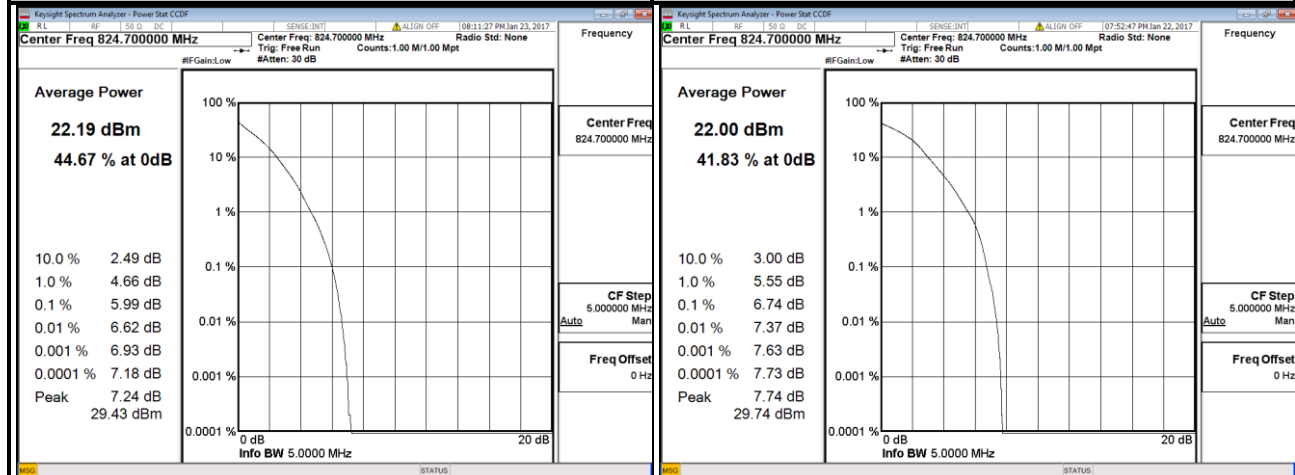 Keysight Spectrum Analyzer - Power Stat CCDF
RL RF 50 Ω DC SENSE:INT ALIGN OFF 08:11:27 PM Jan 23, 2017
Center Freq 824.700000 MHz
Center Freq: 824.700000 MHz Radio Std: None
Trig: Free Run Counts:1.00 M/1.00 Mpt
#IFGain:Low #Atten: 30 dB
Frequency
Average Power
22.19 dBm
44.67 % at 0dB
10.0 % 2.49 dB
1.0 % 4.66 dB
0.1 % 5.99 dB
0.01 % 6.62 dB
0.001 % 6.93 dB
0.0001 % 7.18 dB
Peak 7.24 dB
29.43 dBm
100 %
10 %
1 %
0.1 %
0.01 %
0.001 %
0.0001 %
0 dB 20 dB
Info BW 5.0000 MHz
Center Freq
824.700000 MHz
CF Step
5.000000 MHz
Auto Man
Freq Offset
0 Hz
MSG STATUS
Keysight Spectrum Analyzer - Power Stat CCDF
RL RF 50 Ω DC SENSE:INT ALIGN OFF 07:52:47 PM Jan 22, 2017
Center Freq 824.700000 MHz
Center Freq: 824.700000 MHz Radio Std: None
Trig: Free Run Counts:1.00 M/1.00 Mpt
#IFGain:Low #Atten: 30 dB
Frequency
Average Power
22.00 dBm
41.83 % at 0dB
10.0 % 3.00 dB
1.0 % 5.55 dB
0.1 % 6.74 dB
0.01 % 7.37 dB
0.001 % 7.63 dB
0.0001 % 7.73 dB
Peak 7.74 dB
29.74 dBm
100 %
10 %
1 %
0.1 %
0.01 %
0.001 %
0.0001 %
0 dB 20 dB
Info BW 5.0000 MHz
Center Freq
824.700000 MHz
CF Step
5.000000 MHz
Auto Man
Freq Offset
0 Hz
MSG STATUS